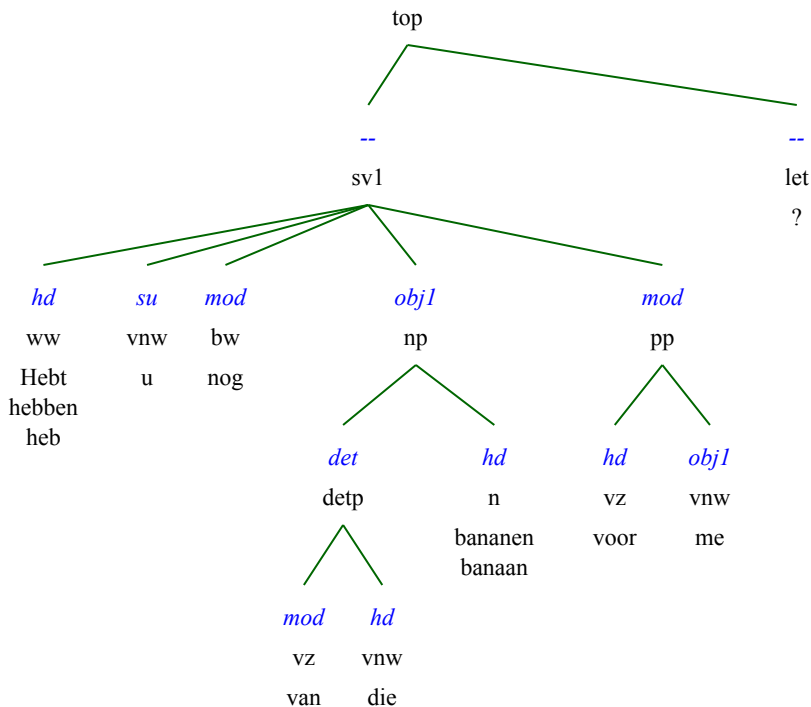 top
-- --
sv1 let
?
hd su mod obj1 mod
ww vnw bw np pp
Hebt u nog
hebben
heb
det hd hd obj1
detp n vz vnw
bananen voor me
banaan
mod hd
vz vnw
van die